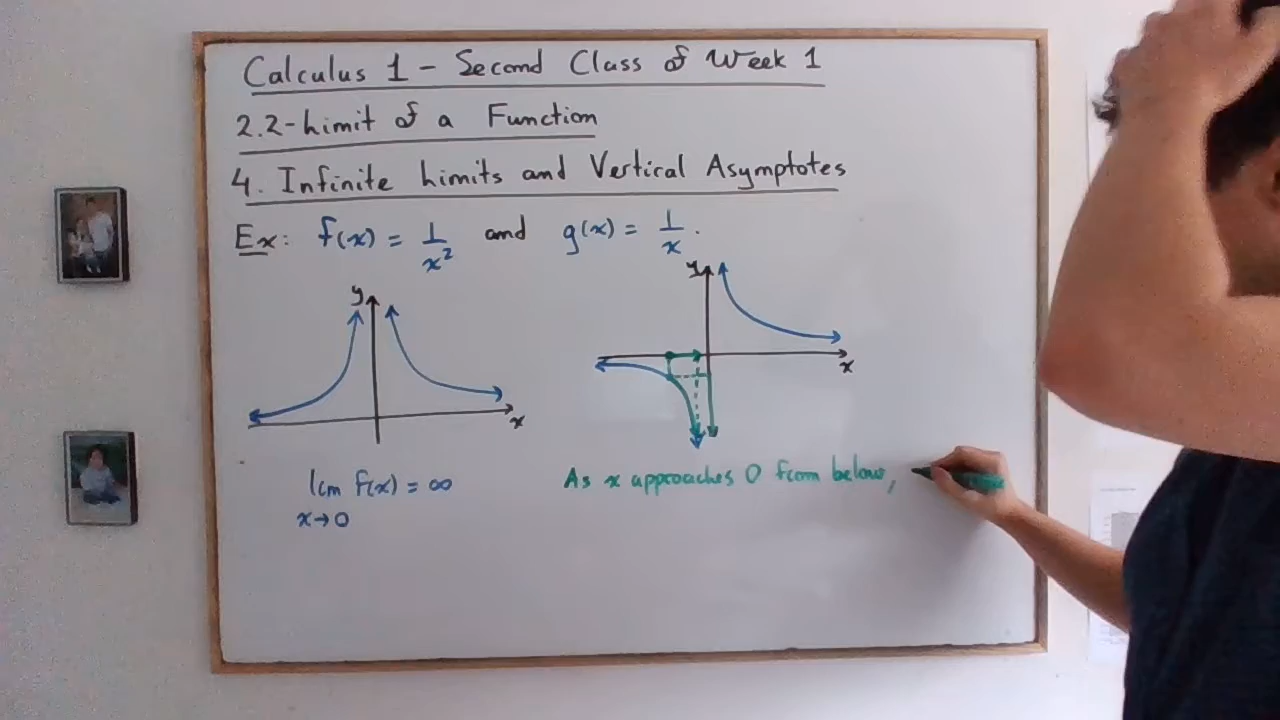 Calculus 1 - Second Class of Week 1
2.2-Limit of a Function
4. Infinite Limits and Vertical Asymptotes
Ex: f(x) = 1/x² and g(x) = 1/x.
y
x
y
x
lim f(x) = ∞
x→0
As x approaches 0 from below,